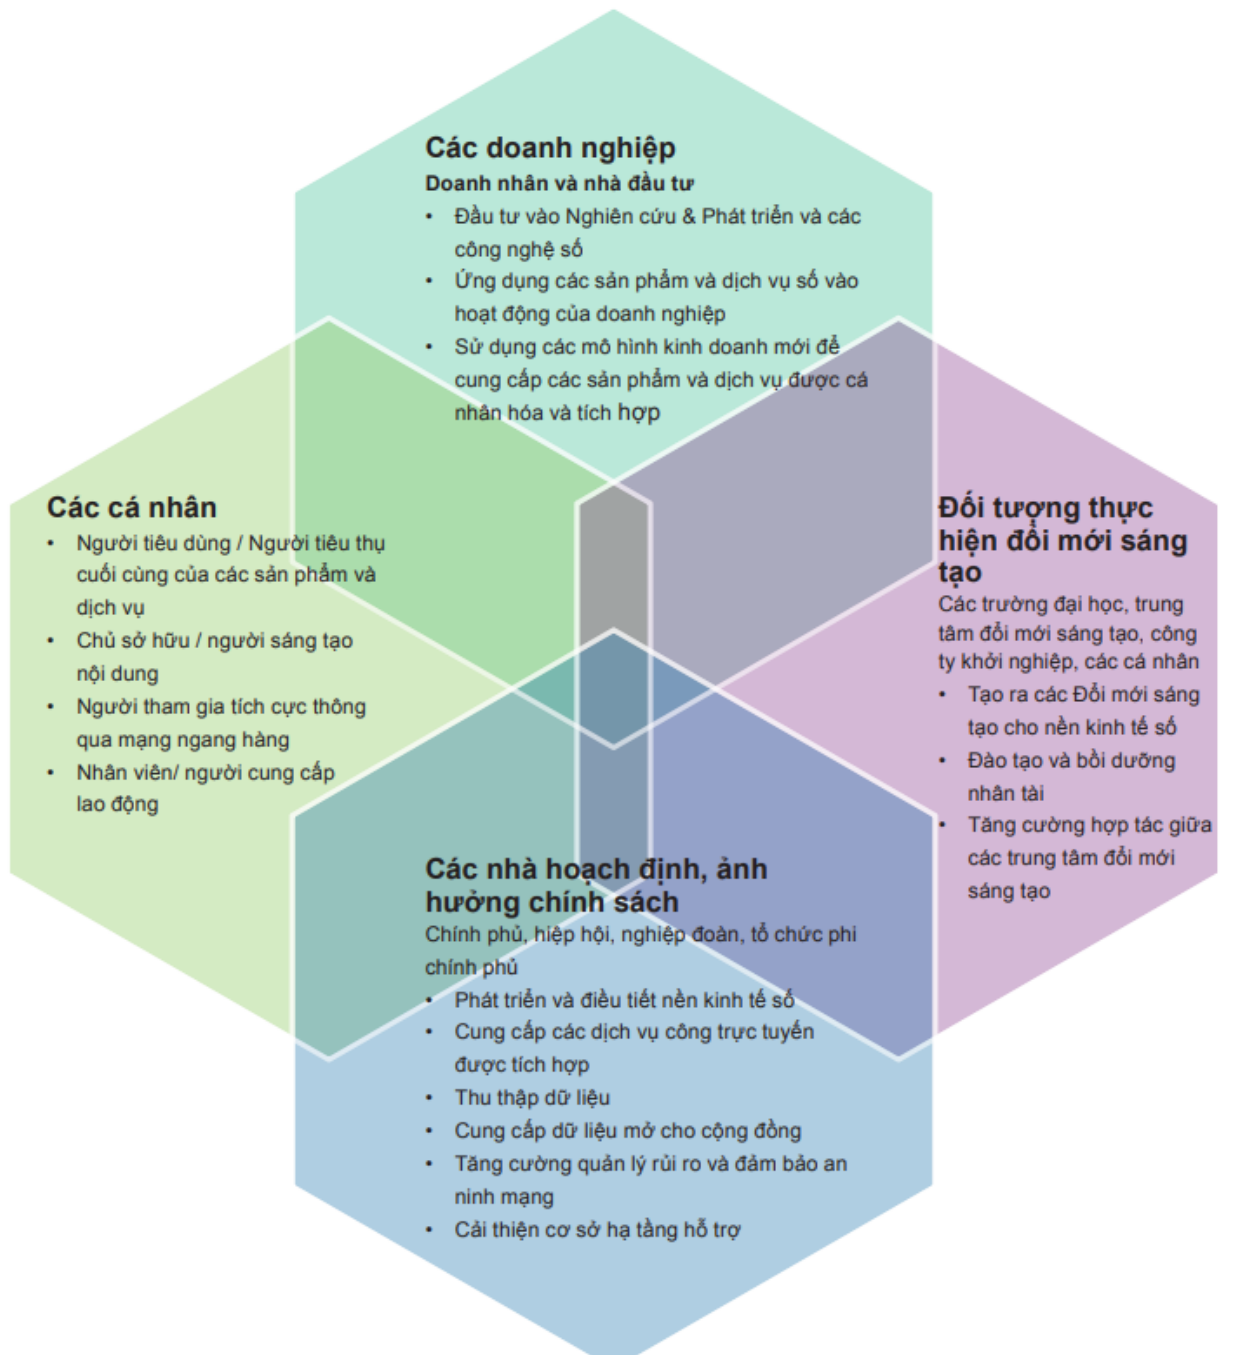 Các doanh nghiệp
Doanh nhân và nhà đầu tư
• Đầu tư vào Nghiên cứu & Phát triển và các
công nghệ số
• Ứng dụng các sản phẩm và dịch vụ số vào
hoạt động của doanh nghiệp
• Sử dụng các mô hình kinh doanh mới để
cung cấp các sản phẩm và dịch vụ được cá
nhân hóa và tích hợp
Các cá nhân
• Người tiêu dùng / Người tiêu thụ
cuối cùng của các sản phẩm và
dịch vụ
• Chủ sở hữu / người sáng tạo
nội dung
• Người tham gia tích cực thông
qua mạng ngang hàng
• Nhân viên/ người cung cấp
lao động
Đối tượng thực
hiện đổi mới sáng
tạo
Các trường đại học, trung
tâm đổi mới sáng tạo, công
ty khởi nghiệp, các cá nhân
• Tạo ra các Đổi mới sáng
tạo cho nền kinh tế số
• Đào tạo và bồi dưỡng
nhân tài
• Tăng cường hợp tác giữa
các trung tâm đổi mới
sáng tạo
Các nhà hoạch định, ảnh
hưởng chính sách
Chính phủ, hiệp hội, nghiệp đoàn, tổ chức phi
chính phủ
• Phát triển và điều tiết nền kinh tế số
• Cung cấp các dịch vụ công trực tuyến
được tích hợp
• Thu thập dữ liệu
• Cung cấp dữ liệu mở cho cộng đồng
• Tăng cường quản lý rủi ro và đảm bảo an
ninh mạng
• Cải thiện cơ sở hạ tầng hỗ trợ